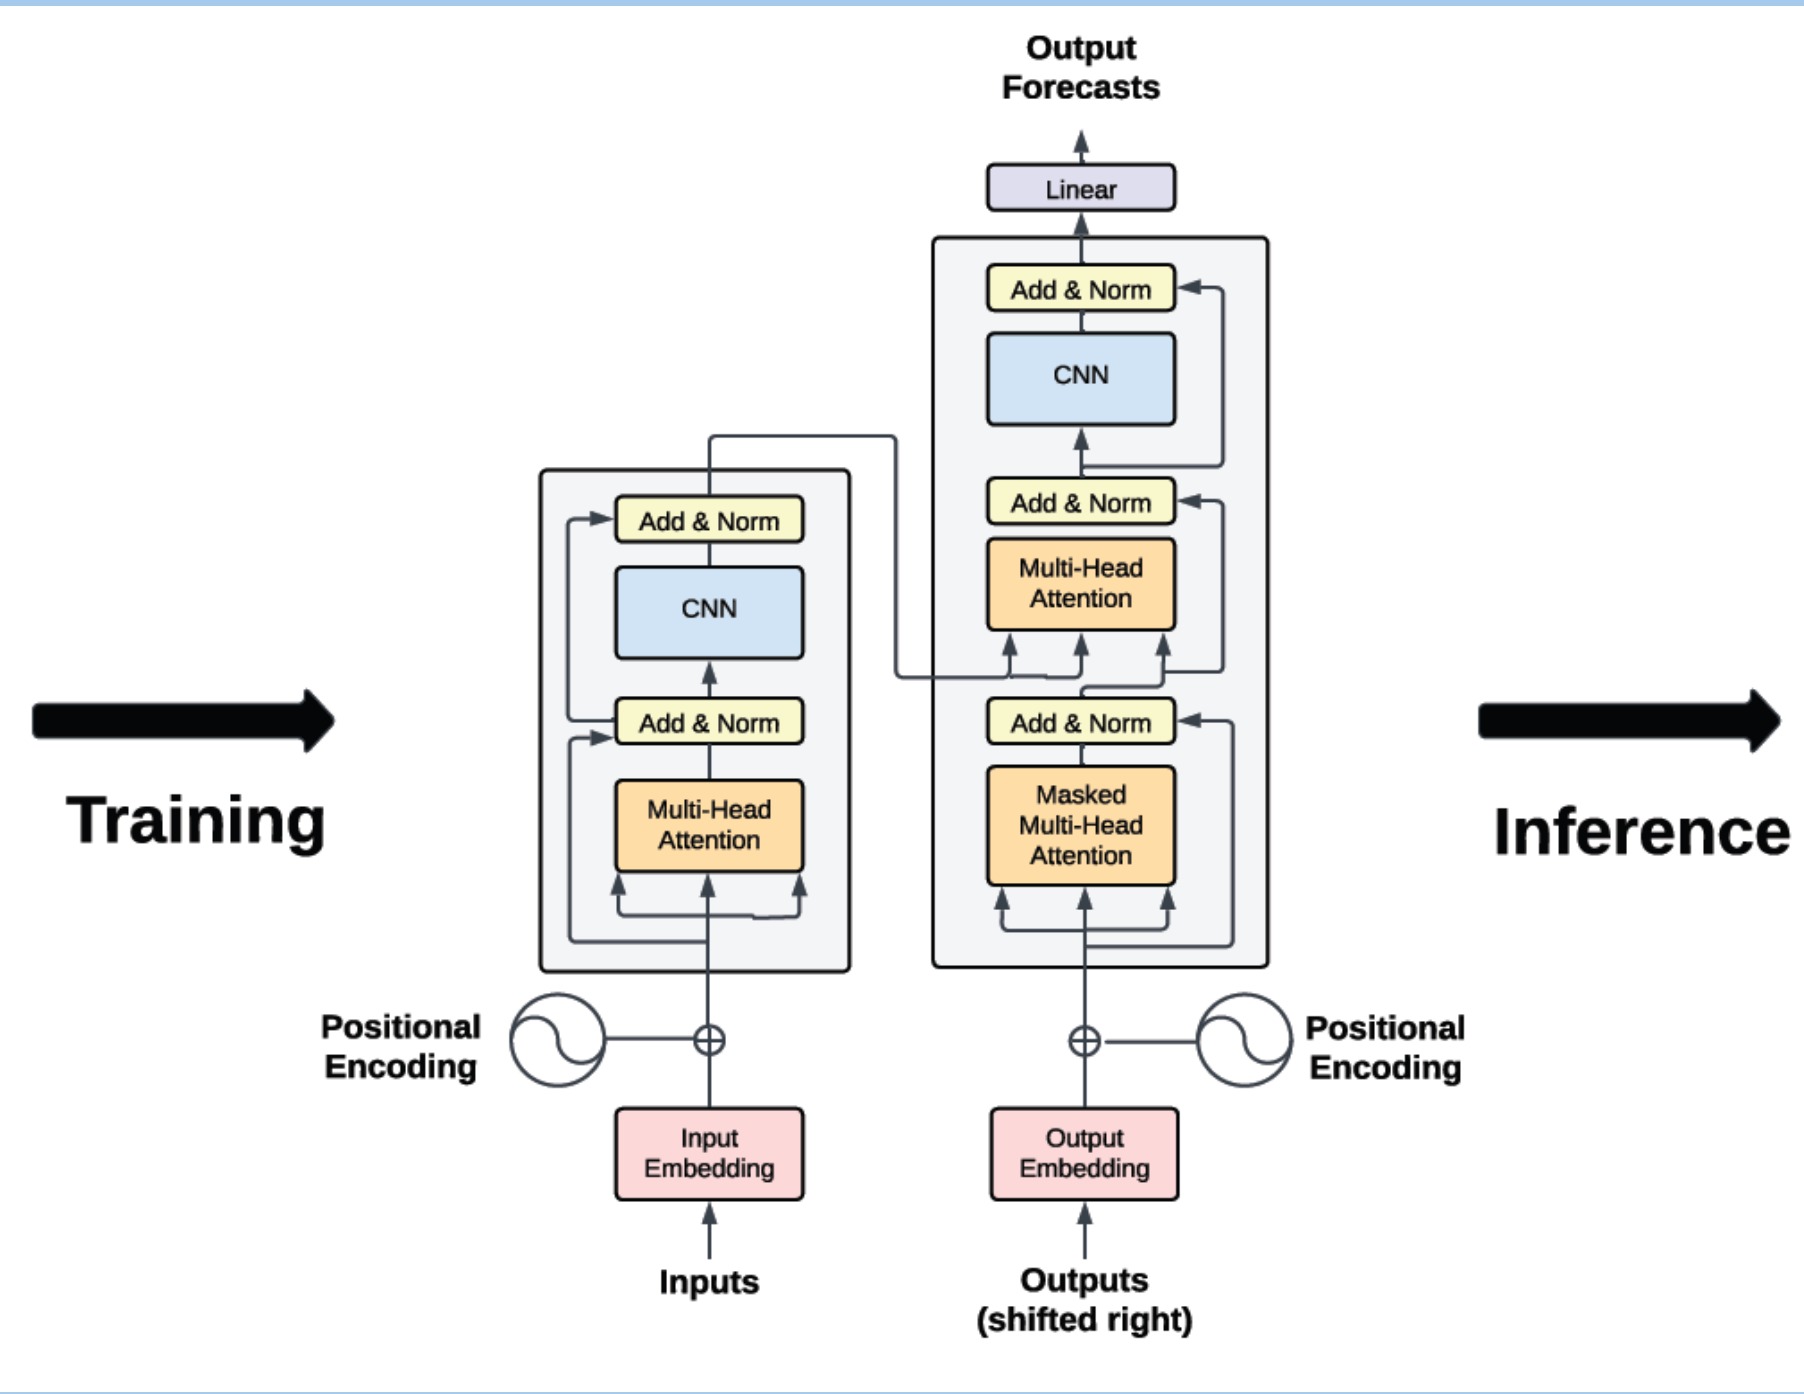 Output
Forecasts
Linear
Add & Norm
CNN
Add & Norm
Multi-Head
Attention
Add & Norm
Masked
Multi-Head
Attention
Add & Norm
CNN
Add & Norm
Multi-Head
Attention
Training
Inference
Positional
Encoding
Positional
Encoding
Input
Embedding
Output
Embedding
Inputs
Outputs
(shifted right)